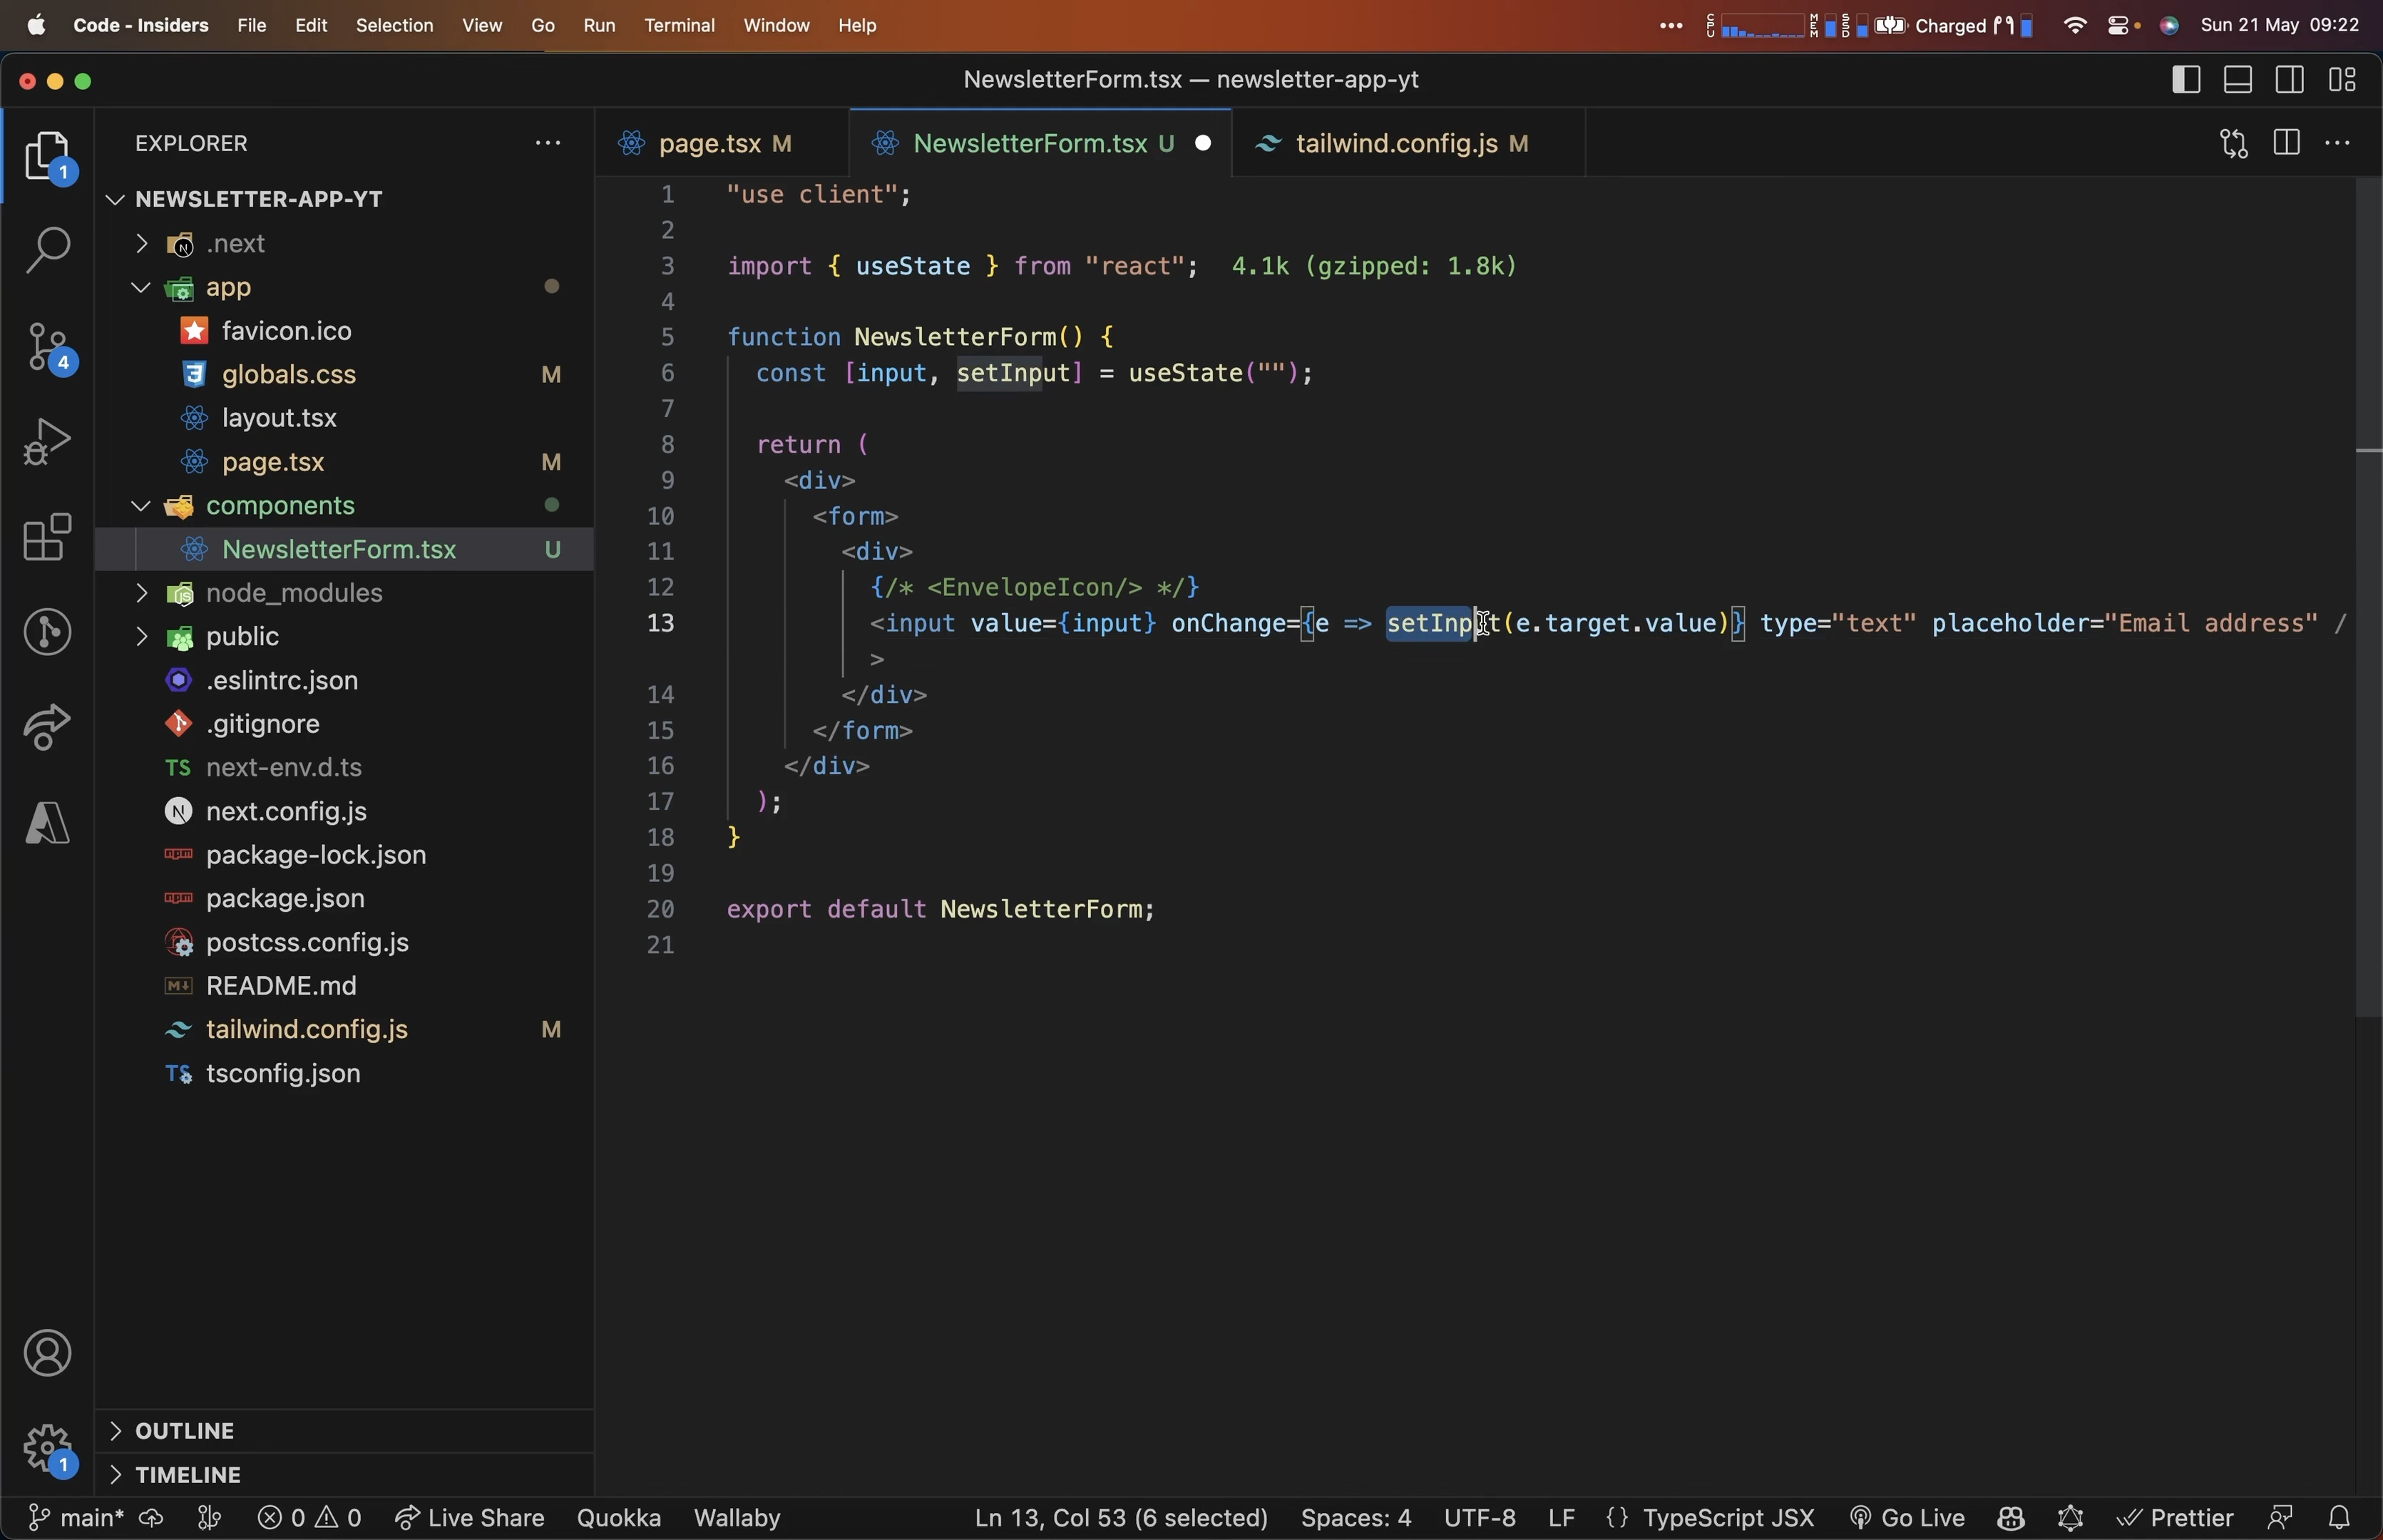 Code - Insiders File Edit Selection View Go Run Terminal Window Help ••• CPU MEM SSD Charged Sun 21 May 09:22
NewsletterForm.tsx — newsletter-app-yt
EXPLORER
NEWSLETTER-APP-YT
.next
app
favicon.ico
globals.css M
layout.tsx
page.tsx M
components
NewsletterForm.tsx U
node_modules
public
.eslintrc.json
.gitignore
TS next-env.d.ts
next.config.js
package-lock.json
package.json
postcss.config.js
README.md
tailwind.config.js M
tsconfig.json
OUTLINE
TIMELINE
1
4
1
page.tsx M NewsletterForm.tsx U tailwind.config.js M
1 "use client";
2
3 import { useState } from "react"; 4.1k (gzipped: 1.8k)
4
5 function NewsletterForm() {
6 const [input, setInput] = useState("");
7
8 return (
9 <div>
10 <form>
11 <div>
12 {/* <EnvelopeIcon/> */}
13 <input value={input} onChange={e => setInput(e.target.value)} type="text" placeholder="Email address" /
>
14 </div>
15 </form>
16 </div>
17 );
18 }
19
20 export default NewsletterForm;
21
main* 0 0 Live Share Quokka Wallaby Ln 13, Col 53 (6 selected) Spaces: 4 UTF-8 LF {} TypeScript JSX Go Live Prettier